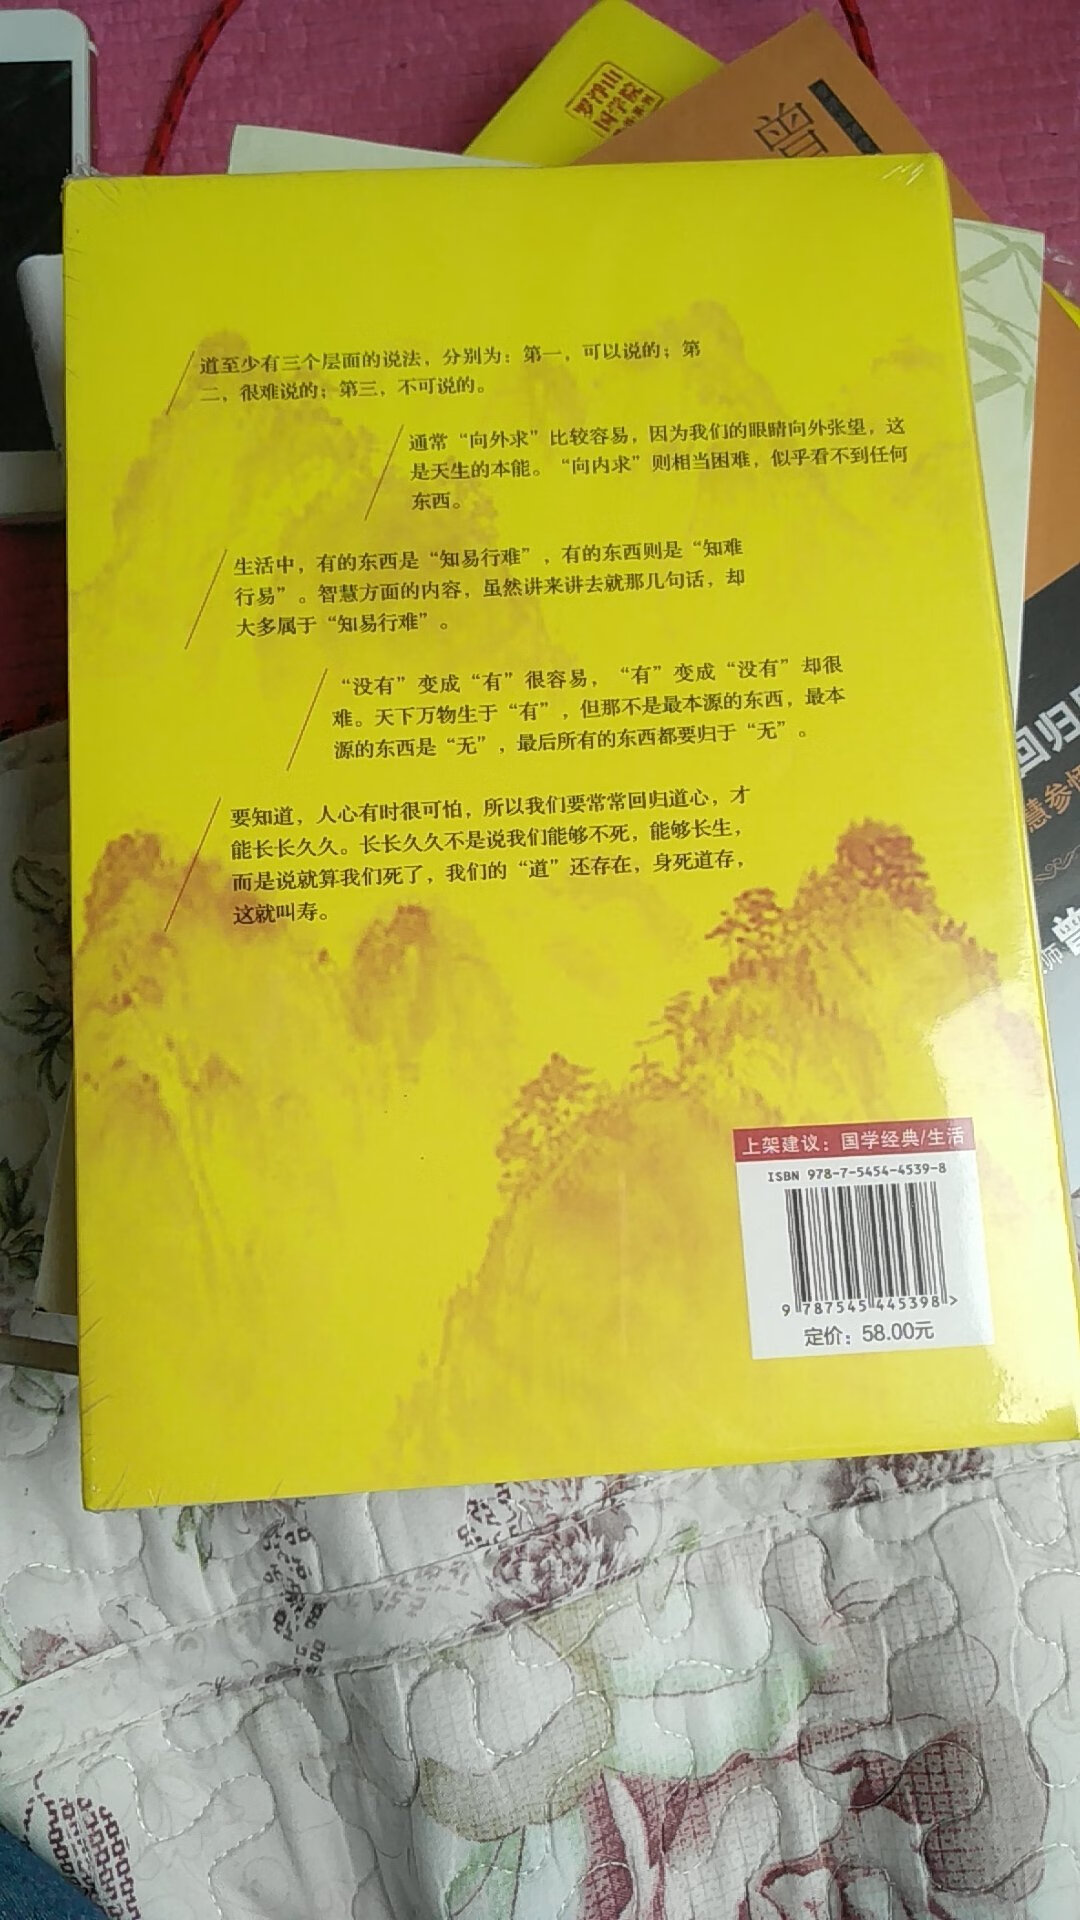 曾
道至少有三个层面的说法，分别为：第一，可以说的；第
二，很难说的；第三，不可说的。
通常“向外求”比较容易，因为我们的眼睛向外张望，这
是天生的本能。“向内求”则相当困难，似乎看不到任何
东西。
生活中，有的东西是“知易行难”，有的东西则是“知难
行易”。智慧方面的内容，虽然讲来讲去就那几句话，却
大多属于“知易行难”。
“没有”变成“有”很容易，“有”变成“没有”却很
难。天下万物生于“有”，但那不是最本源的东西，最本
源的东西是“无”，最后所有的东西都要归于“无”。
要知道，人心有时很可怕，所以我们要常常回归道心，才
能长长久久。长长久久不是说我们能够不死，能够长生，
而是说就算我们死了，我们的“道”还存在，身死道存，
这就叫寿。
回归
慧参悟
师 曾
上架建议：国学经典/生活
ISBN 978-7-5454-4539-8
9 787545 445398 >
定价：58.00元